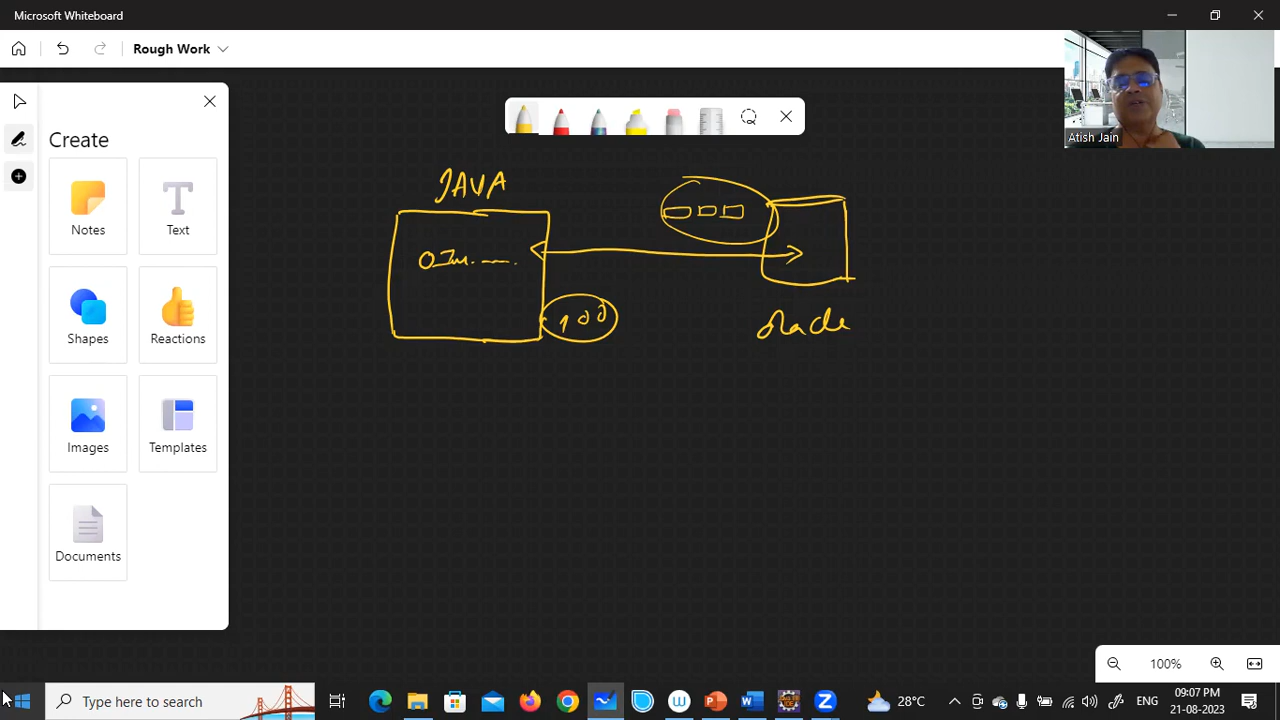 Microsoft Whiteboard
Rough Work
Atish Jain
Create
Notes
Text
Shapes
Reactions
Images
Templates
Documents
JAVA
100
oracle
100%
Type here to search
28°C
ENG
09:07 PM
21-08-2023